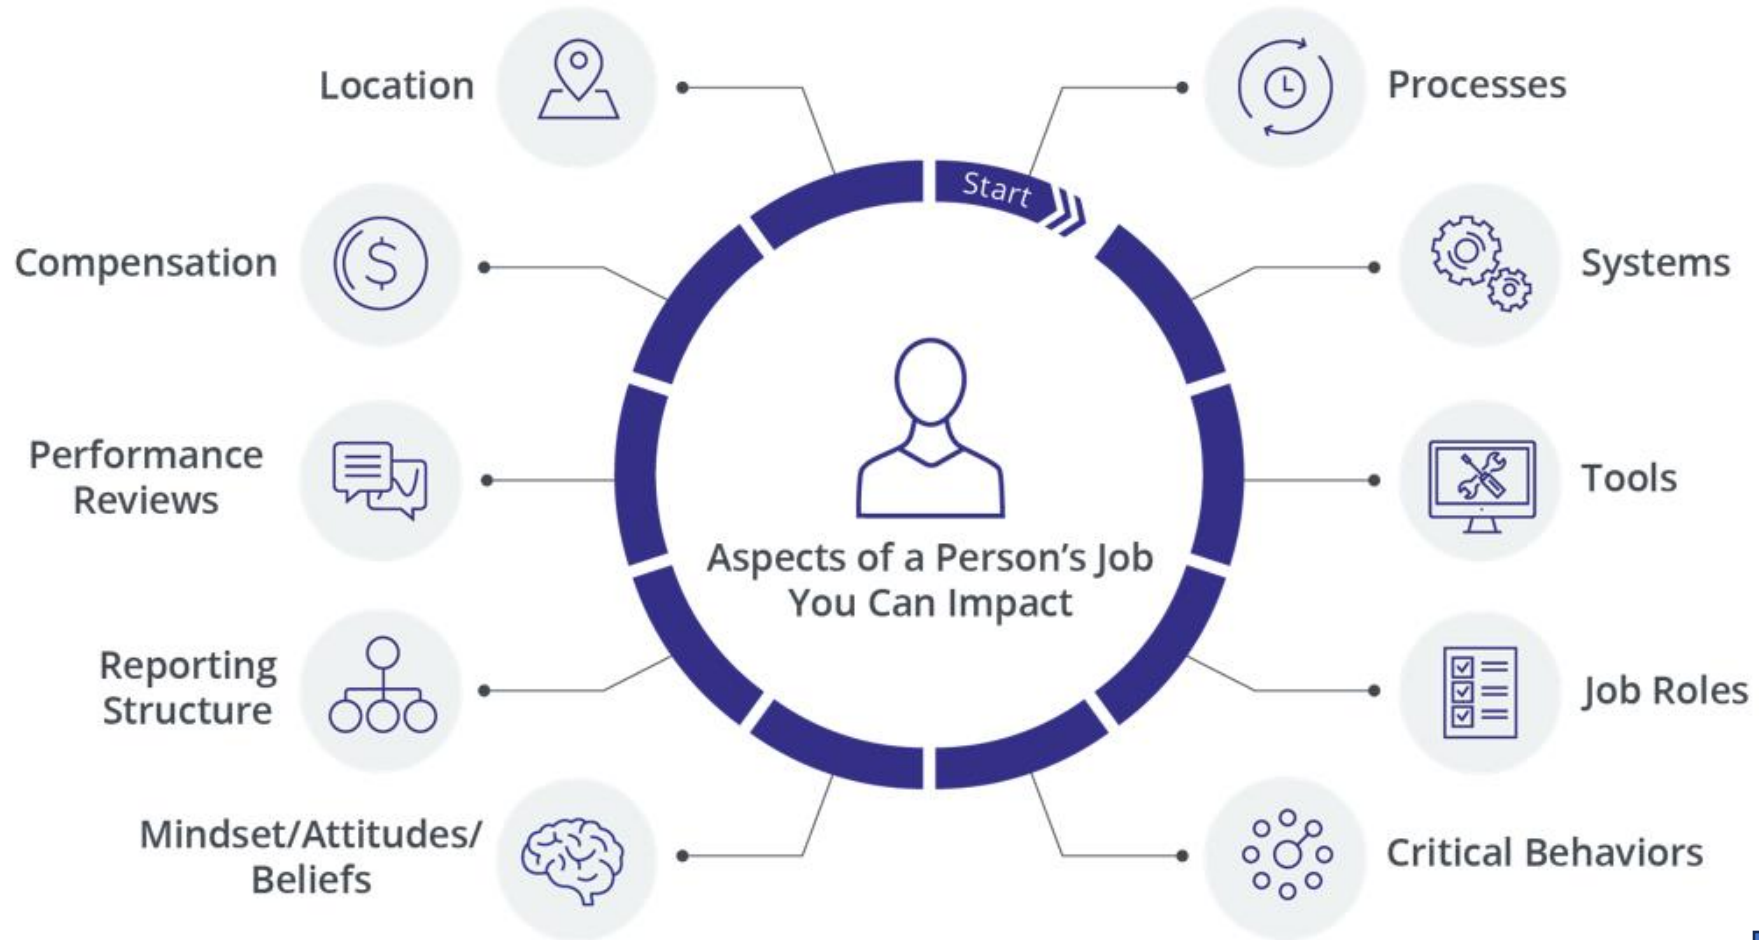 Location
Processes
Start
Compensation
Systems
Performance
Reviews
Tools
Aspects of a Person’s Job
You Can Impact
Reporting
Structure
Job Roles
Mindset/Attitudes/
Beliefs
Critical Behaviors